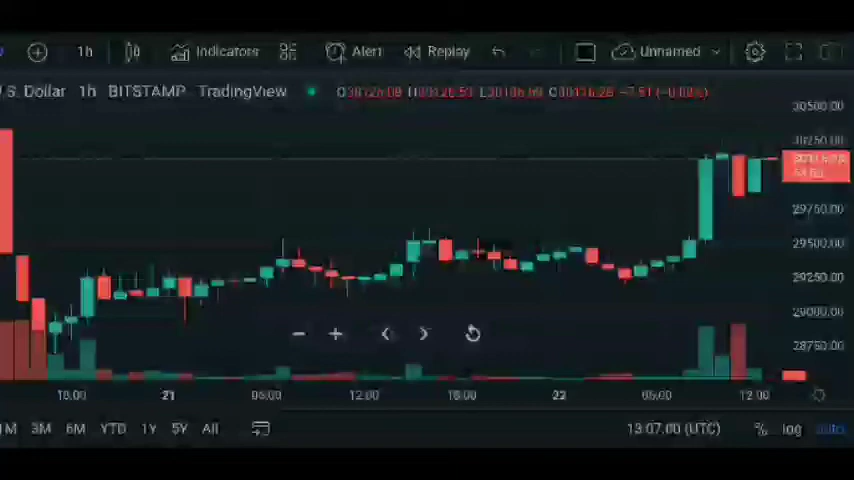 1h Indicators Alert Replay Unnamed
S. Dollar 1h BITSTAMP TradingView
30500.00
30250.00
29750.00
29500.00
29250.00
29000.00
28750.00
18:00 21 06:00 12:00 18:00 22 06:00 12:00
1M 3M 6M YTD 1Y 5Y All 13:07:00 (UTC) % log auto